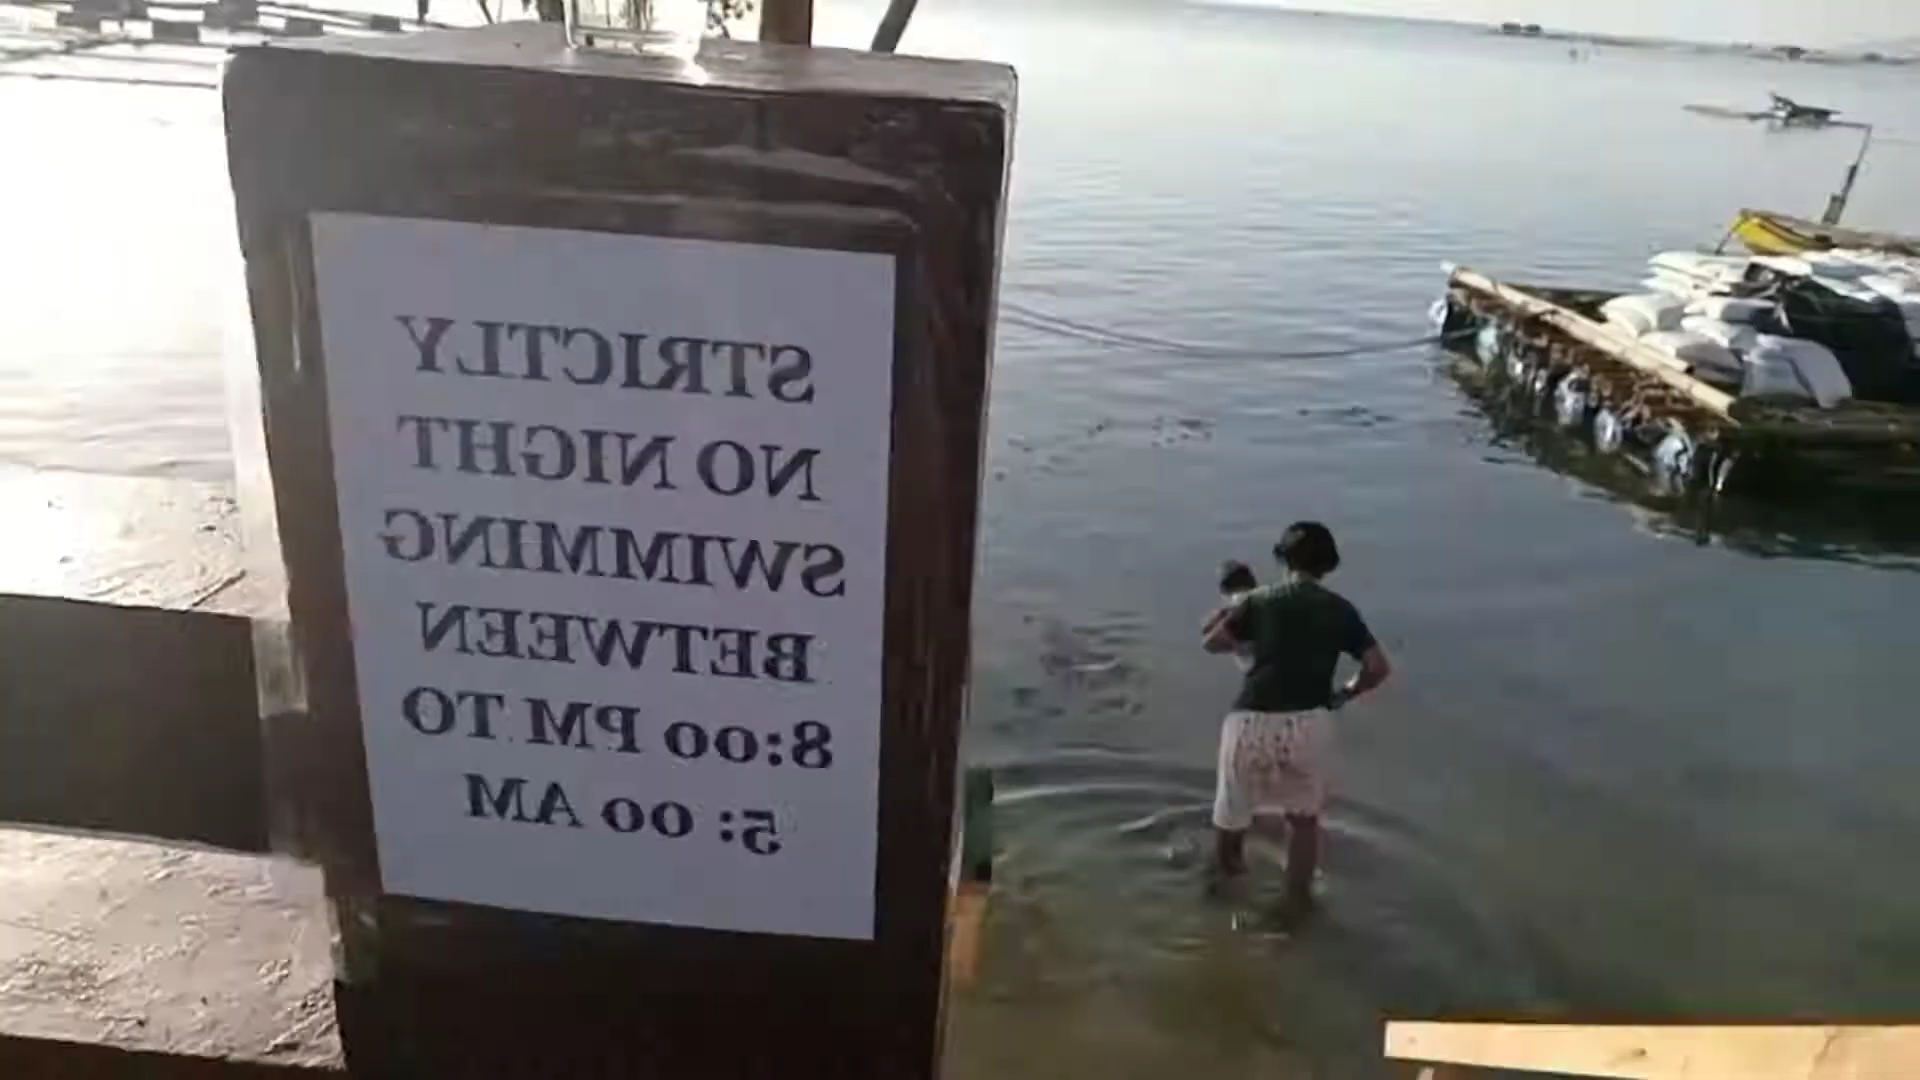 STRICTLY
NO NIGHT
SWIMMING
BETWEEN
8:00 PM TO
5: 00 AM